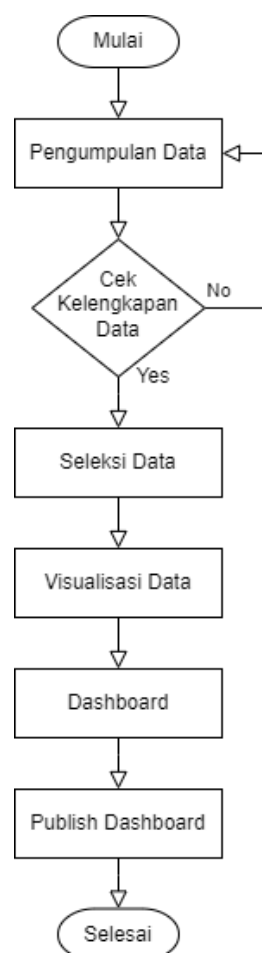 Mulai
Pengumpulan Data
Cek
Kelengkapan
Data
No
Yes
Seleksi Data
Visualisasi Data
Dashboard
Publish Dashboard
Selesai